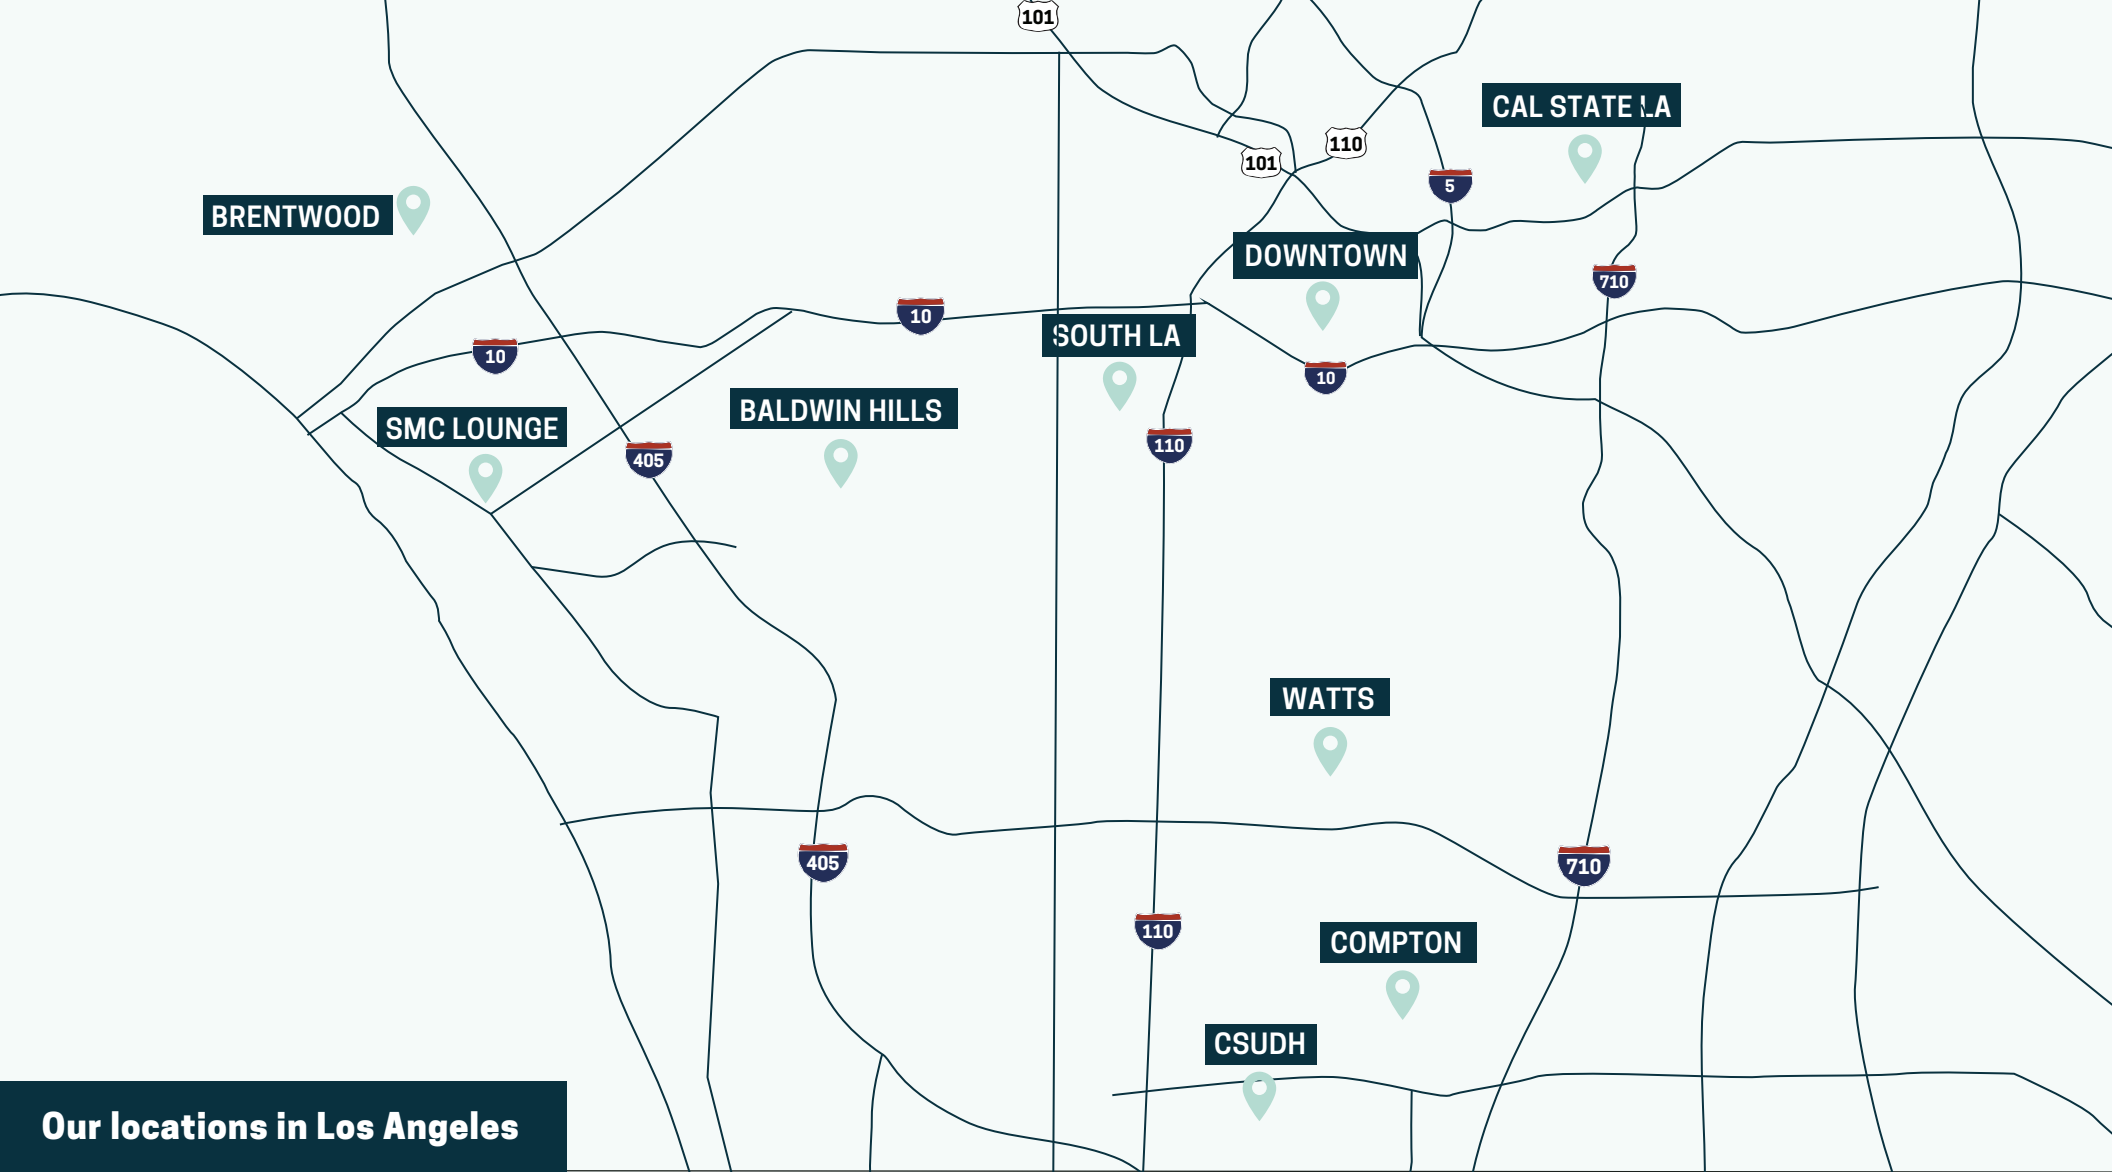 101
CAL STATE LA
110
101
5
BRENTWOOD
DOWNTOWN
710
10
SOUTH LA
10
10
BALDWIN HILLS
SMC LOUNGE
110
405
WATTS
405
710
110
COMPTON
CSUDH
Our locations in Los Angeles